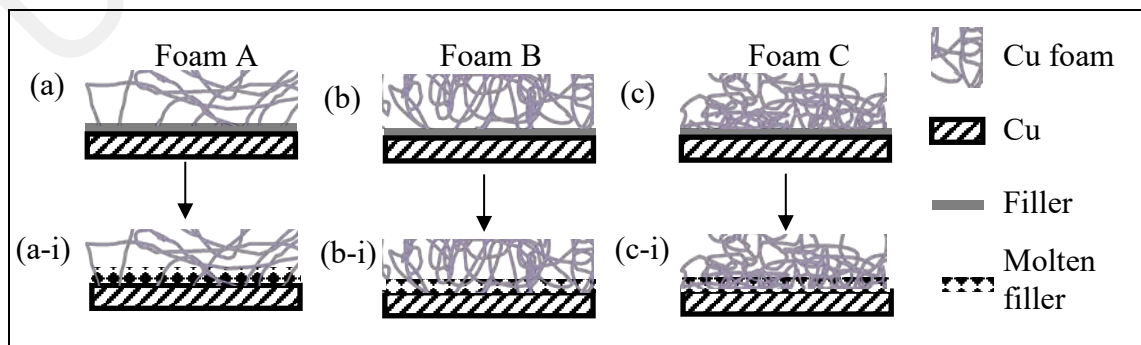 Foam A
Foam B
Foam C
(a)
(b)
(c)
Cu foam
Cu
Filler
(a-i)
(b-i)
(c-i)
Molten
filler